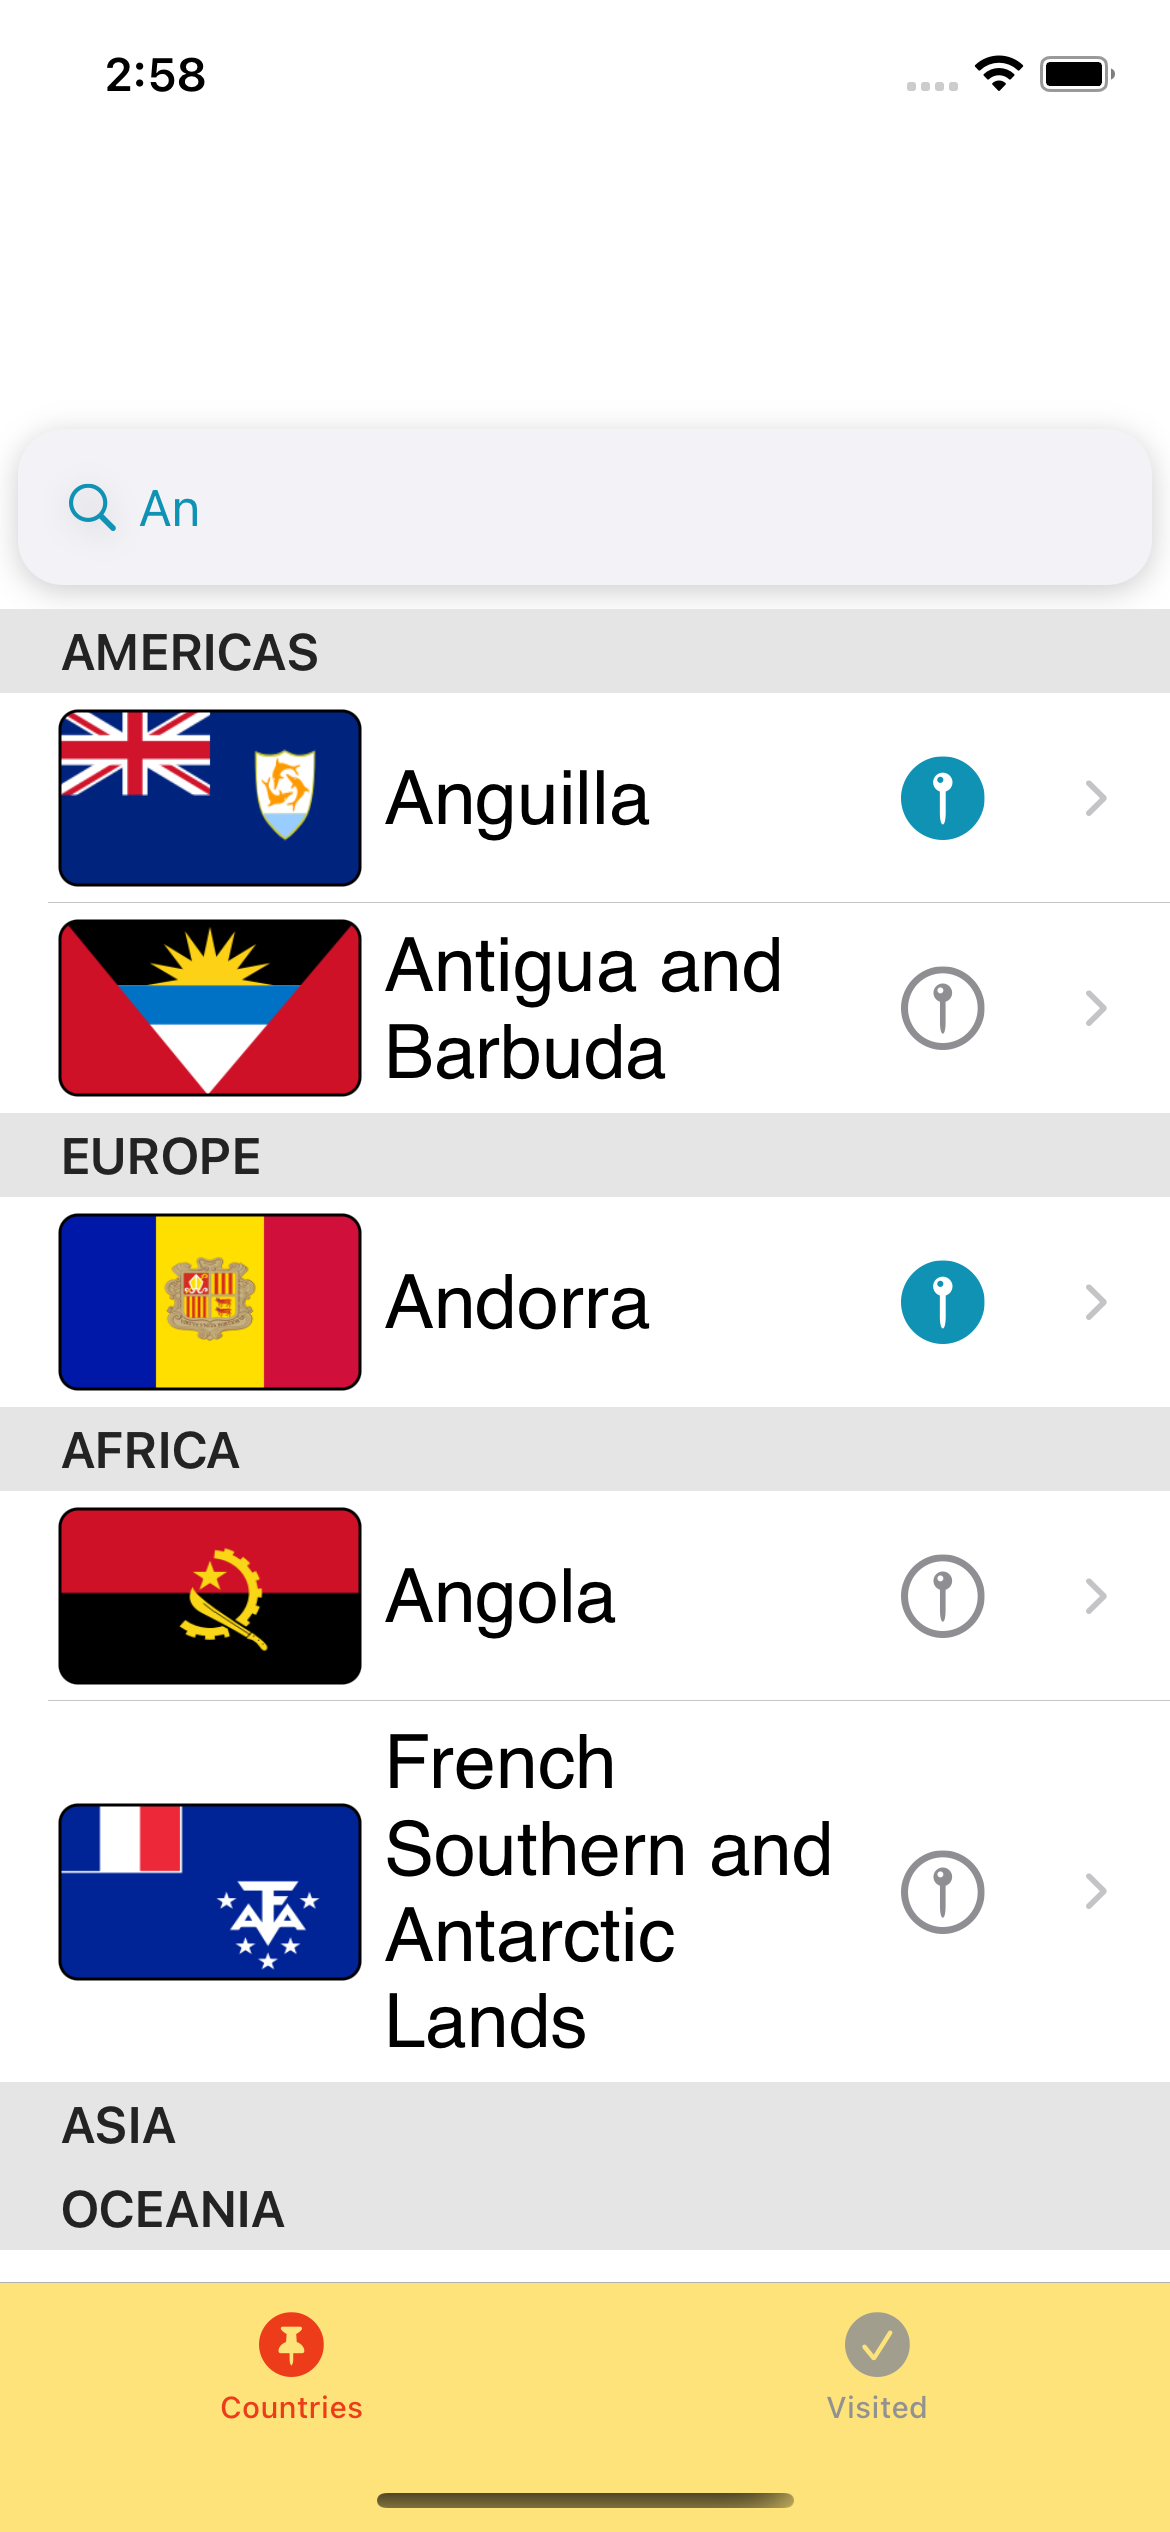 2:58
An
AMERICAS
Anguilla
Antigua and
Barbuda
EUROPE
Andorra
AFRICA
Angola
French
Southern and
Antarctic
Lands
ASIA
OCEANIA
Countries
Visited